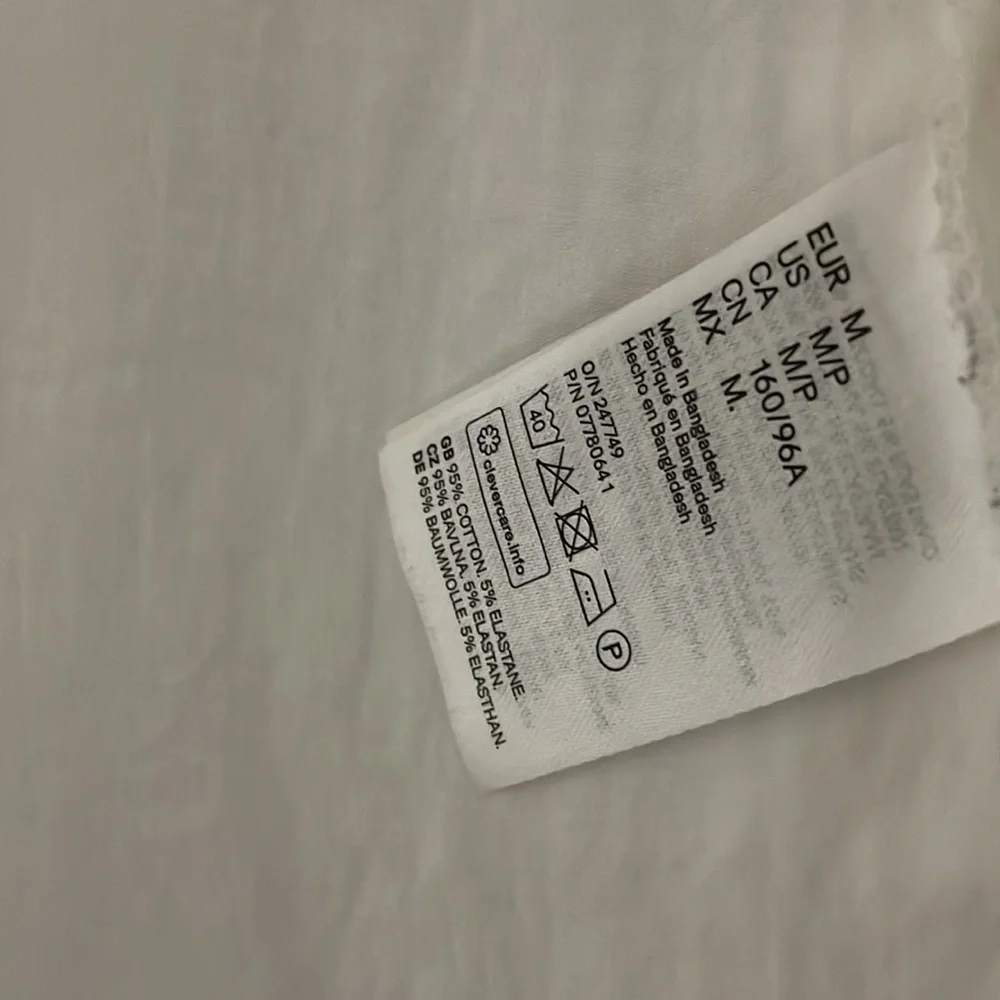 EUR M
US M/P
CA M/P
CN 160/96A
MX M.
Made in Bangladesh
Fabriqué en Bangladesh
Hecho en Bangladesh
O/N 247749
P/N 07780641
40
P
clevercare.info
GB 95% COTTON. 5% ELASTANE.
CZ 95% BAVLNA. 5% ELASTAN.
DE 95% BAUMWOLLE. 5% ELASTHAN.